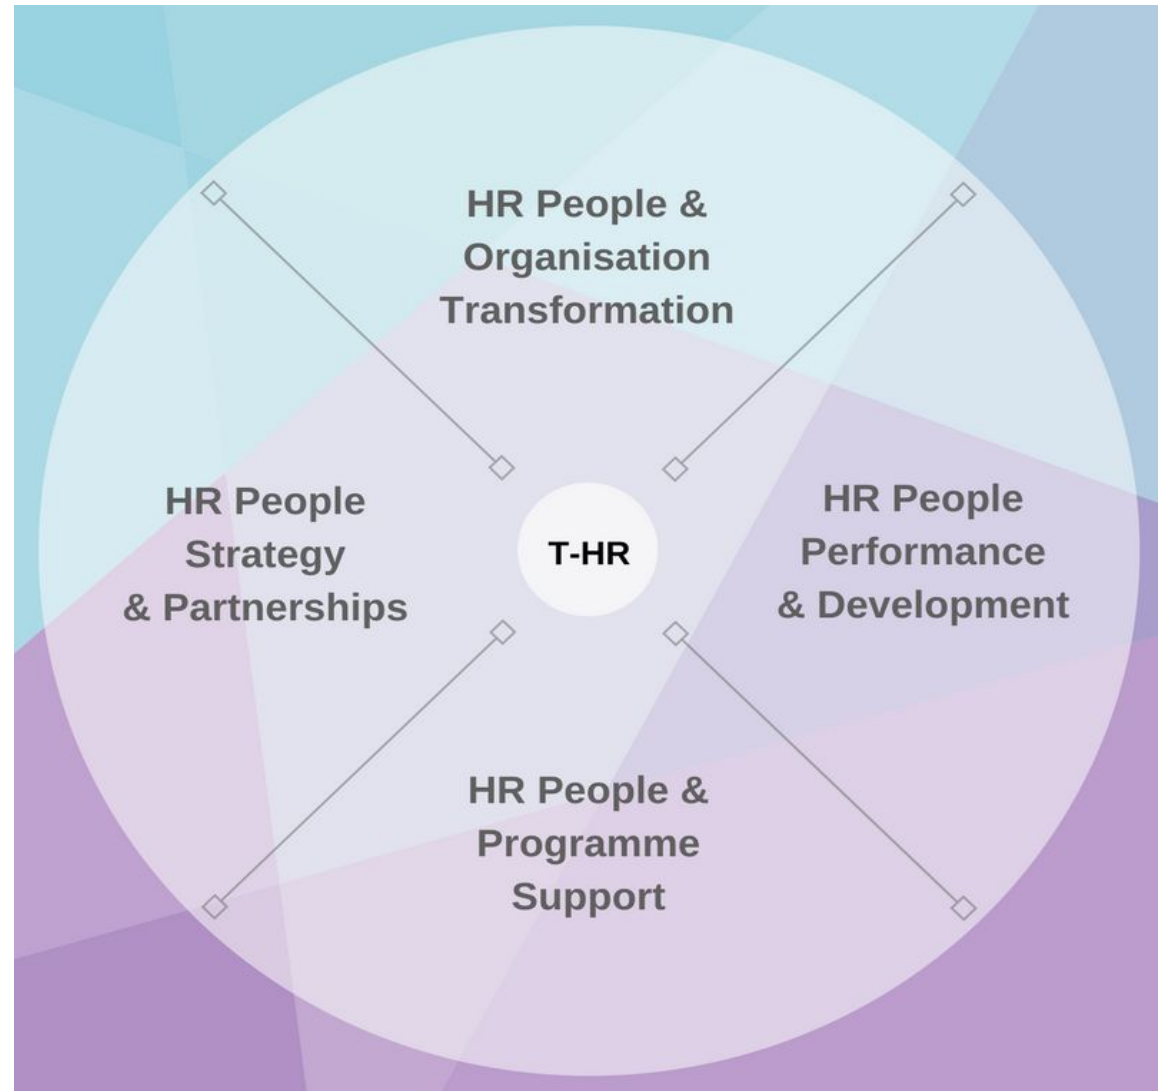 HR People &
Organisation
Transformation
HR People
Strategy
& Partnerships
T-HR
HR People
Performance
& Development
HR People &
Programme
Support